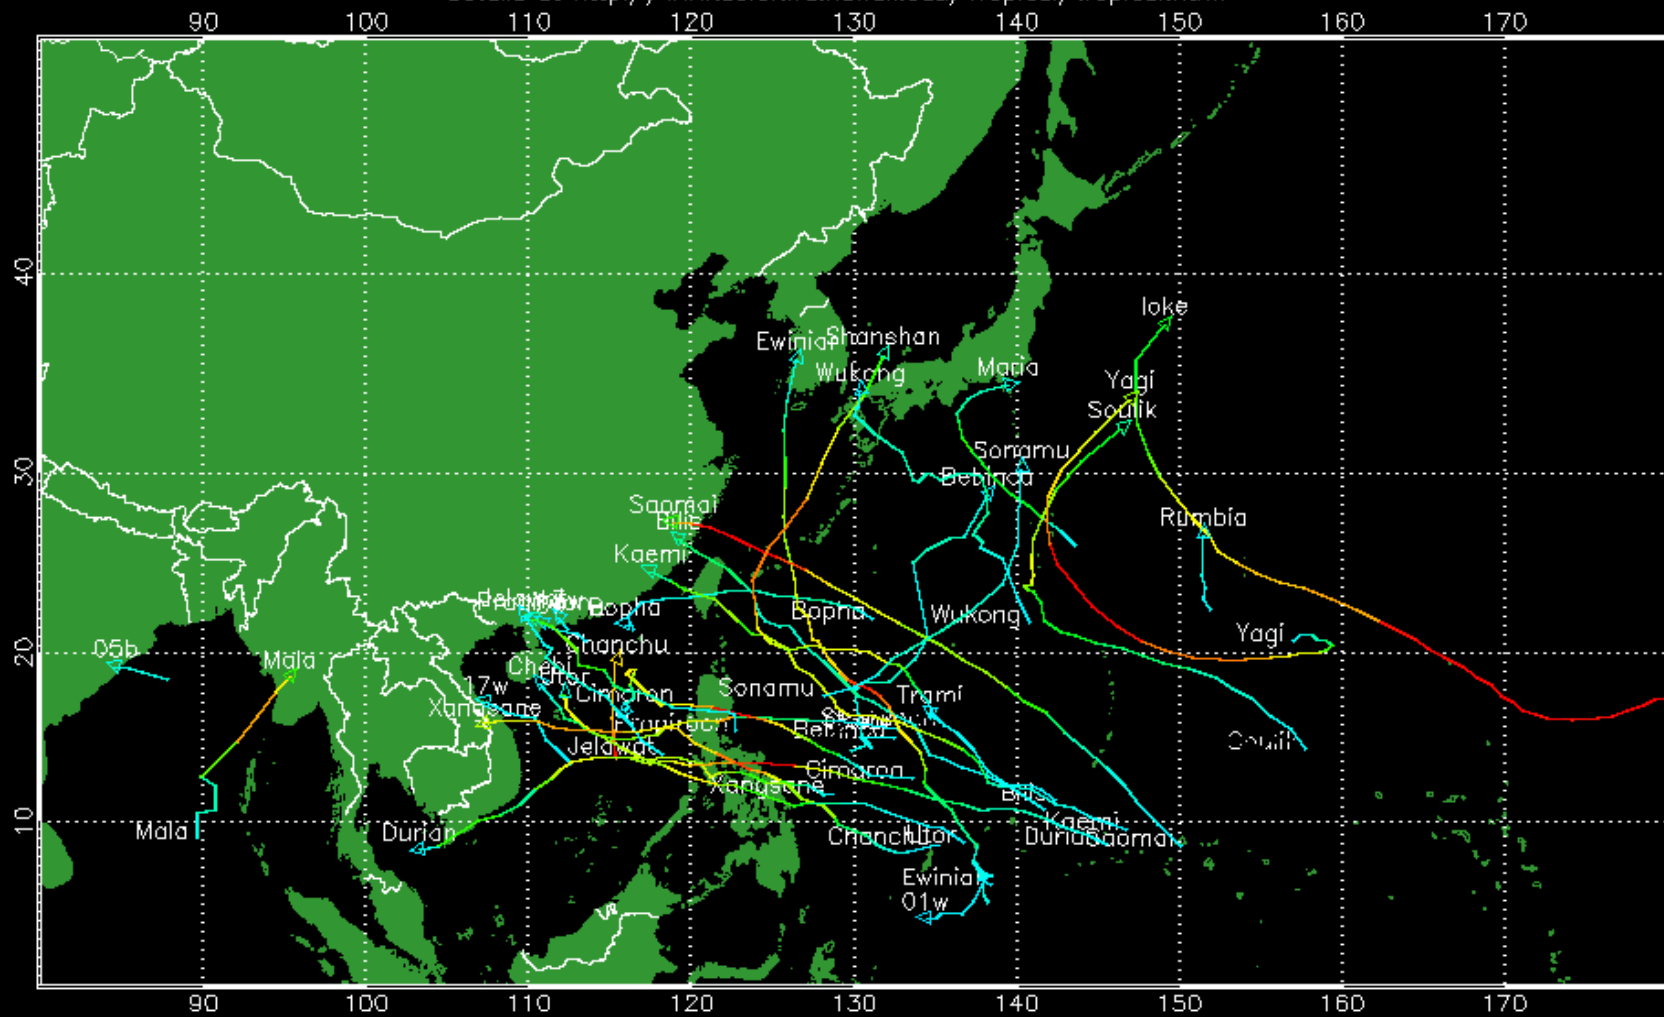 90 100 110 120 130 140 150 160 170
40
Ioke
Ewiniar Shanshan
Wukong
Maria
Yagi
Soulik
30
Sonamu
Bebinca
Saomai
Bilis
Rumbia
Kaemi
Bopha
Bopha
Wukong
Chanchu
Yagi
20
05b
Mala
Chebi
Utor
17w
Cimaron
Sonamu
Trami
Xangsane
Jelawat
Soulik
Cimaron
Xangsane
Bilis
10
Mala
Durian
Chanchu
Utor
Kaemi
Durian
Saomai
Ewiniar
01w
90 100 110 120 130 140 150 160 170